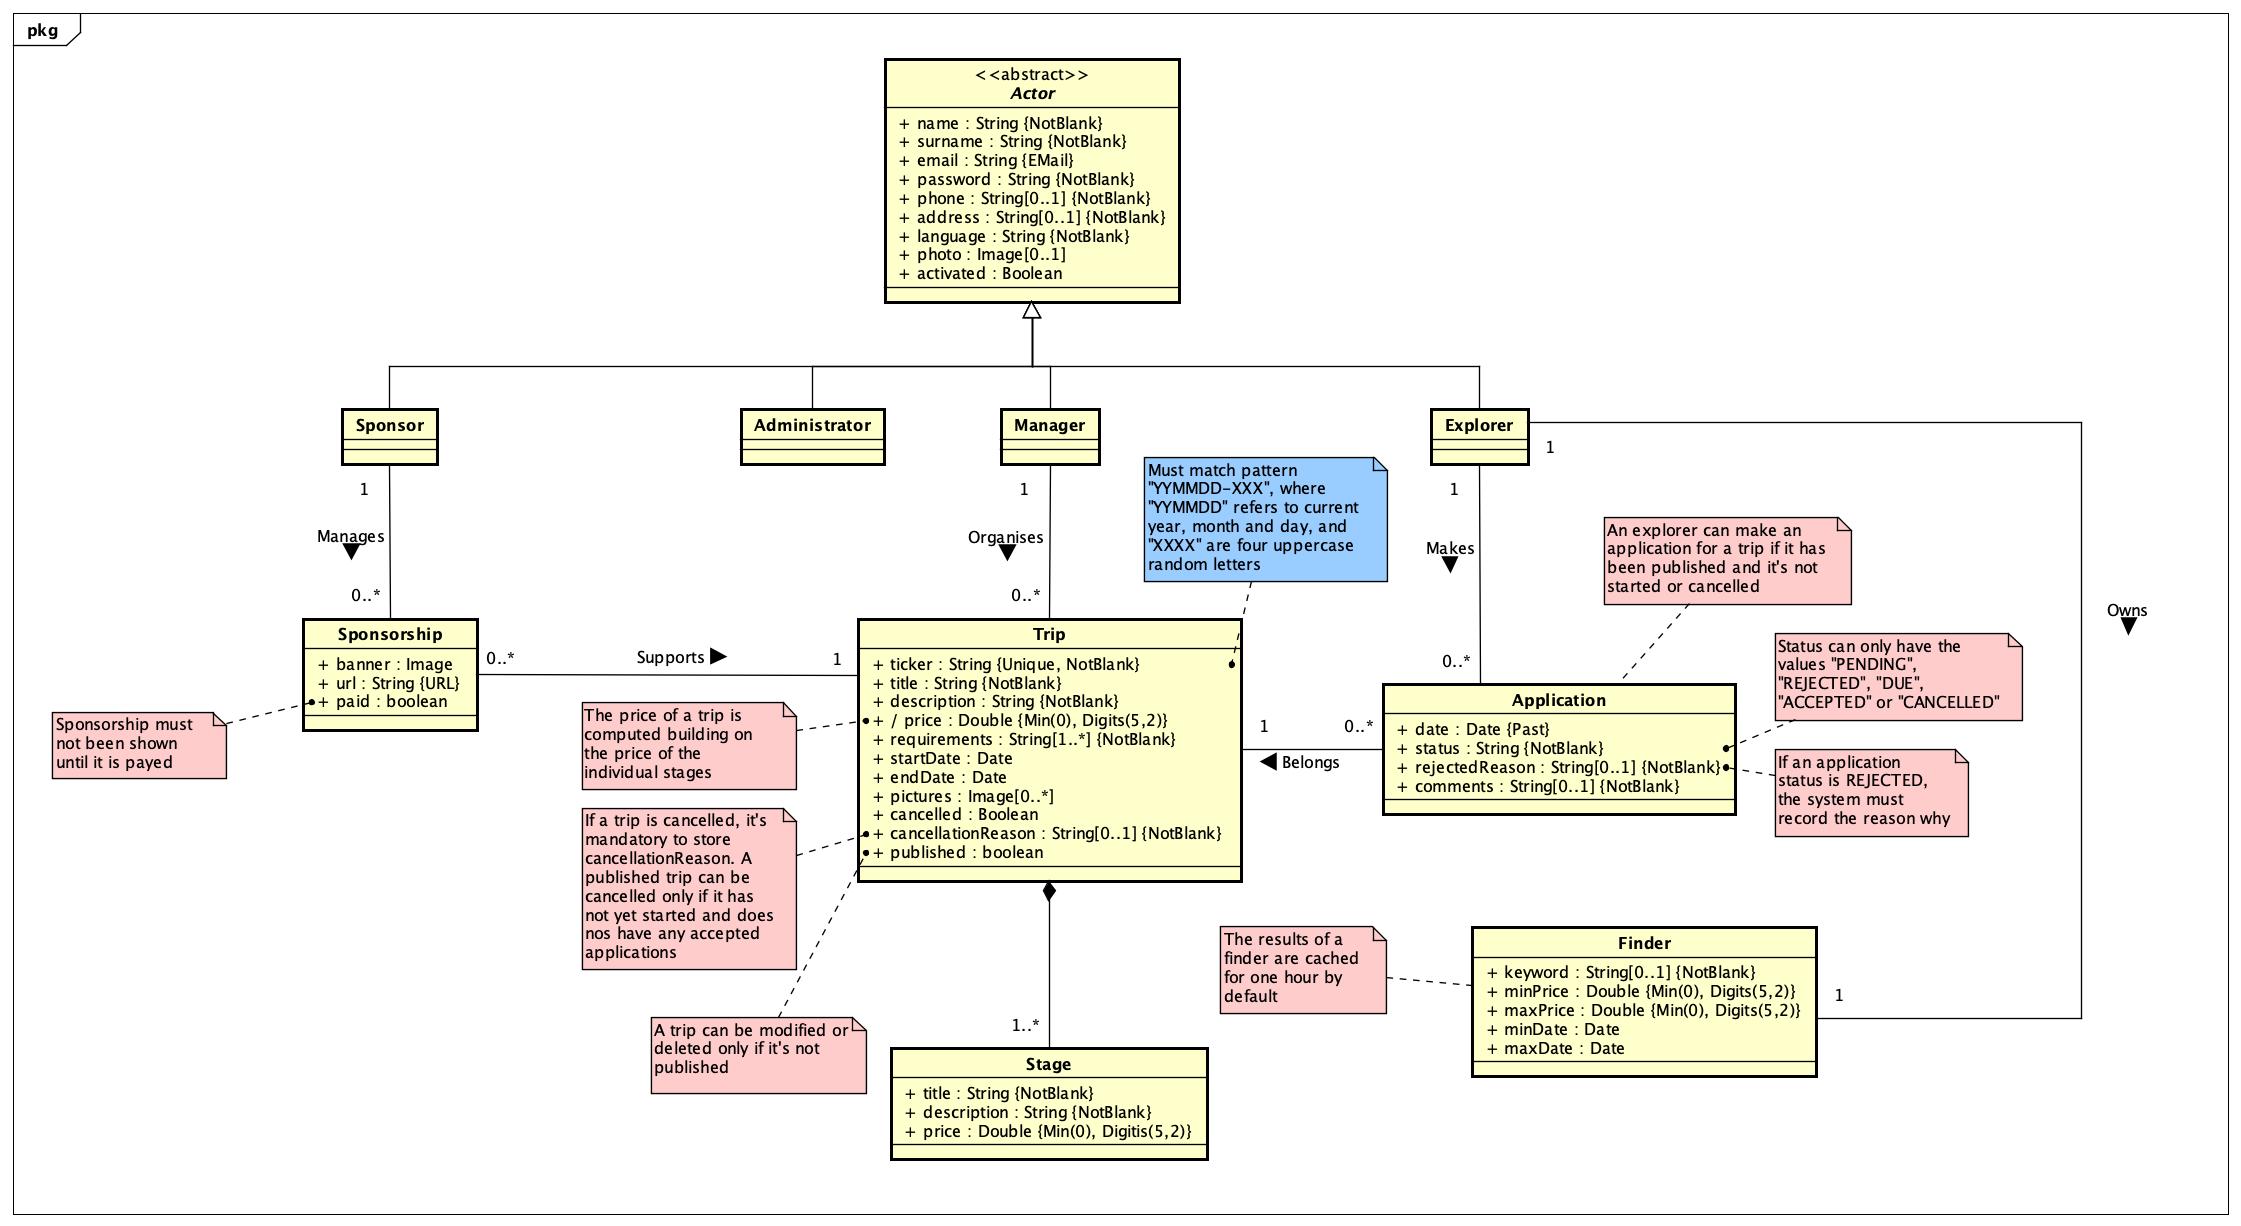 pkg
<<abstract>>
Actor
+ name : String {NotBlank}
+ surname : String {NotBlank}
+ email : String {EMail}
+ password : String {NotBlank}
+ phone : String[0..1] {NotBlank}
+ address : String[0..1] {NotBlank}
+ language : String {NotBlank}
+ photo : Image[0..1]
+ activated : Boolean
Sponsor
Administrator
Manager
Explorer
1
1
1
1
Manages
Organises
Makes
Owns
0..*
0..*
0..*
Must match pattern
"YYMMDD-XXX", where
"YYMMDD" refers to current
year, month and day, and
"XXXX" are four uppercase
random letters
An explorer can make an
application for a trip if it has
been published and it's not
started or cancelled
Status can only have the
values "PENDING",
"REJECTED", "DUE",
"ACCEPTED" or "CANCELLED"
If an application
status is REJECTED,
the system must
record the reason why
Sponsorship
+ banner : Image
+ url : String {URL}
+ paid : boolean
Sponsorship must
not been shown
until it is payed
0..*
Supports
1
Trip
+ ticker : String {Unique, NotBlank}
+ title : String {NotBlank}
+ description : String {NotBlank}
+ / price : Double {Min(0), Digits(5,2)}
+ requirements : String[1..*] {NotBlank}
+ startDate : Date
+ endDate : Date
+ pictures : Image[0..*]
+ cancelled : Boolean
+ cancellationReason : String[0..1] {NotBlank}
+ published : boolean
The price of a trip is
computed building on
the price of the
individual stages
If a trip is cancelled, it's
mandatory to store
cancellationReason. A
published trip can be
cancelled only if it has
not yet started and does
nos have any accepted
applications
A trip can be modified or
deleted only if it's not
published
1
0..*
Belongs
Application
+ date : Date {Past}
+ status : String {NotBlank}
+ rejectedReason : String[0..1] {NotBlank}
+ comments : String[0..1] {NotBlank}
The results of a
finder are cached
for one hour by
default
Finder
+ keyword : String[0..1] {NotBlank}
+ minPrice : Double {Min(0), Digits(5,2)}
+ maxPrice : Double {Min(0), Digits(5,2)}
+ minDate : Date
+ maxDate : Date
1
1..*
Stage
+ title : String {NotBlank}
+ description : String {NotBlank}
+ price : Double {Min(0), Digitis(5,2)}